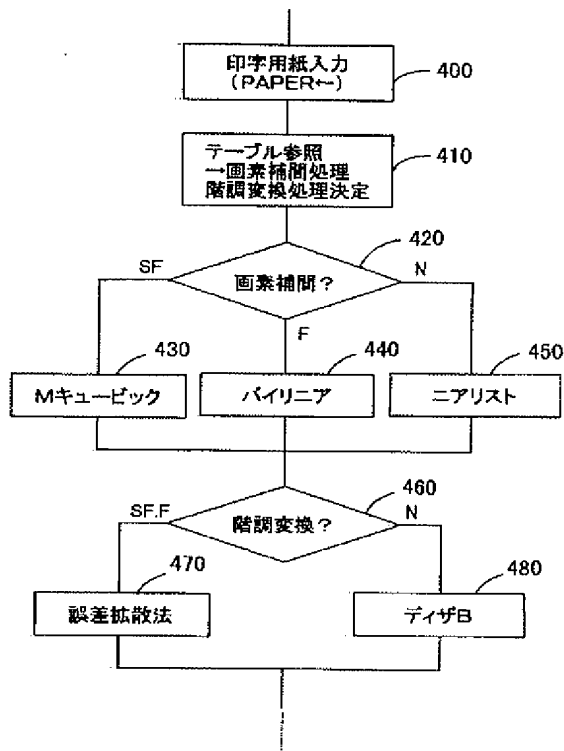 印字用紙入力
(PAPER←)
400
テーブル参照
→画素補間処理
階調変換処理決定
410
420
SF
画素補間？
N
F
430
440
450
Mキュービック
バイリニア
ニアリスト
460
SF.F
階調変換？
N
470
480
誤差拡散法
ディザB